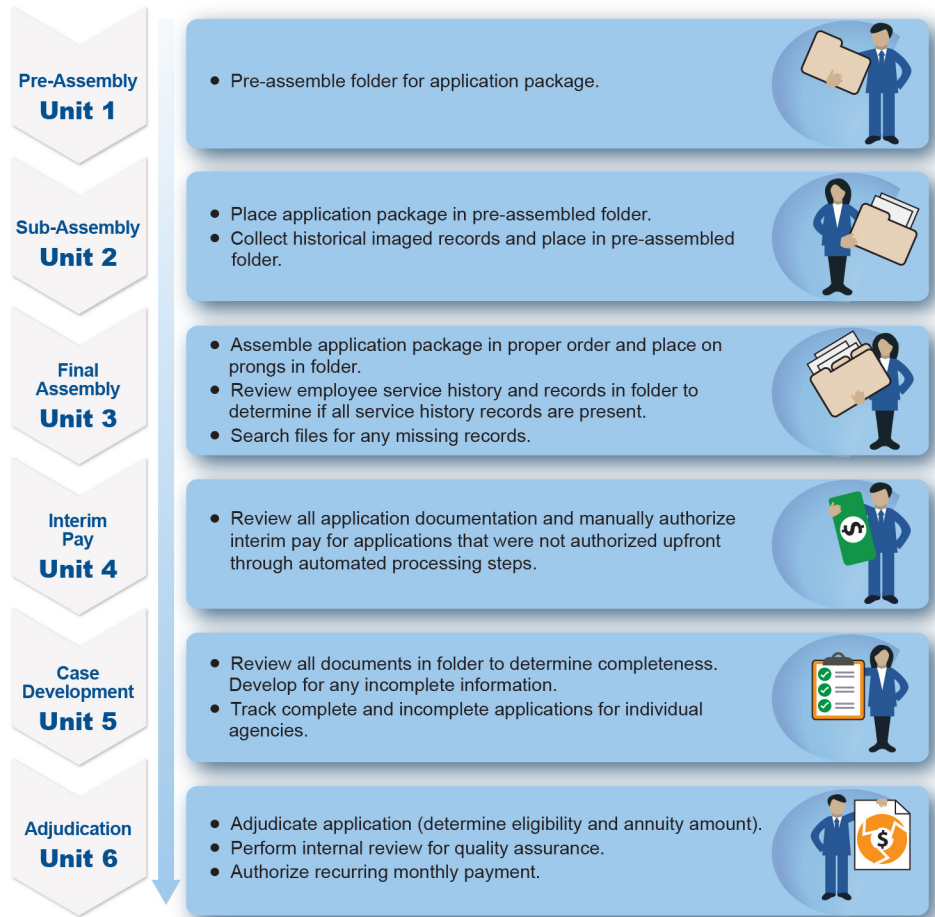 Pre-Assembly
Unit 1
• Pre-assemble folder for application package.
Sub-Assembly
Unit 2
• Place application package in pre-assembled folder.
• Collect historical imaged records and place in pre-assembled
folder.
Final
Assembly
Unit 3
• Assemble application package in proper order and place on
prongs in folder.
• Review employee service history and records in folder to
determine if all service history records are present.
• Search files for any missing records.
Interim
Pay
Unit 4
• Review all application documentation and manually authorize
interim pay for applications that were not authorized upfront
through automated processing steps.
$
Case
Development
Unit 5
• Review all documents in folder to determine completeness.
Develop for any incomplete information.
• Track complete and incomplete applications for individual
agencies.
Adjudication
Unit 6
• Adjudicate application (determine eligibility and annuity amount).
• Perform internal review for quality assurance.
• Authorize recurring monthly payment.
$